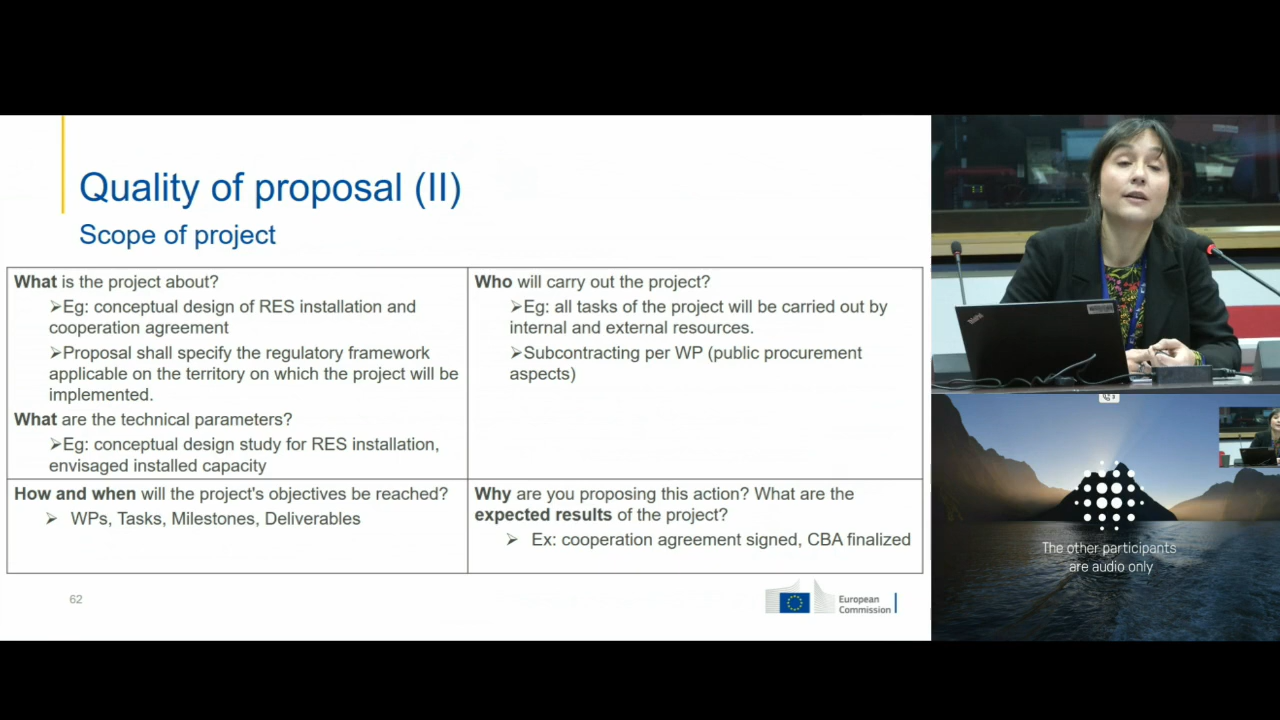 Quality of proposal (II)
Scope of project
What is the project about?
➢Eg: conceptual design of RES installation and
cooperation agreement
➢Proposal shall specify the regulatory framework
applicable on the territory on which the project will be
implemented.
What are the technical parameters?
➢Eg: conceptual design study for RES installation,
envisaged installed capacity
Who will carry out the project?
➢Eg: all tasks of the project will be carried out by
internal and external resources.
➢Subcontracting per WP (public procurement
aspects)
How and when will the project's objectives be reached?
➢ WPs, Tasks, Milestones, Deliverables
Why are you proposing this action? What are the
expected results of the project?
➢ Ex: cooperation agreement signed, CBA finalized
62
European
Commission
The other participants
are audio only